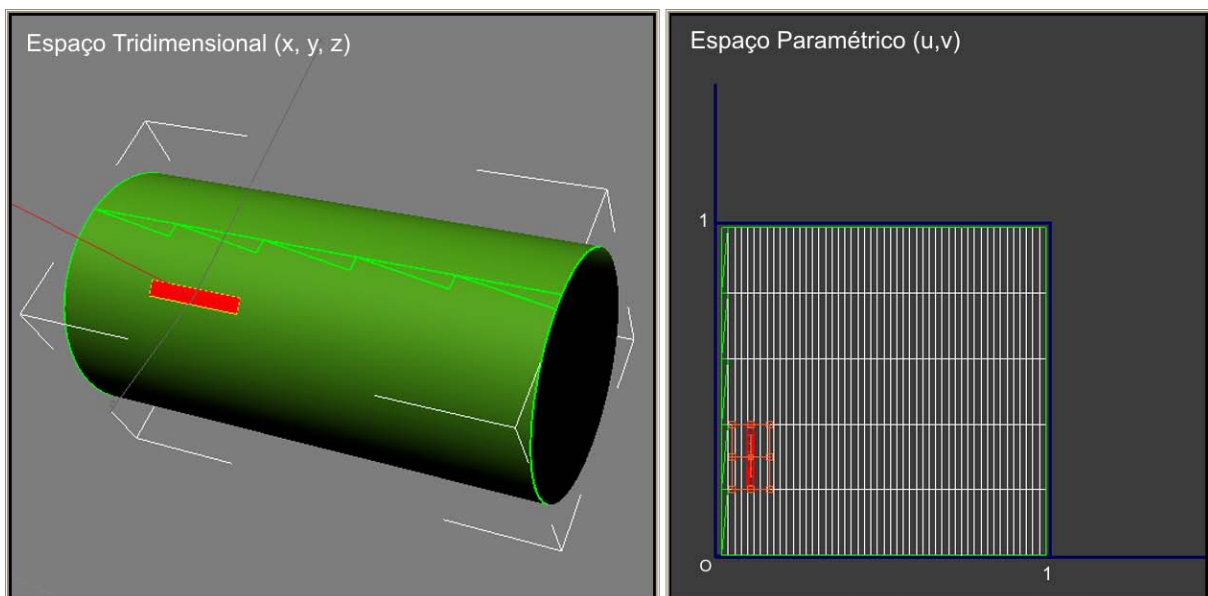 Espaço Tridimensional (x, y, z)
Espaço Paramétrico (u,v)
1
O
1